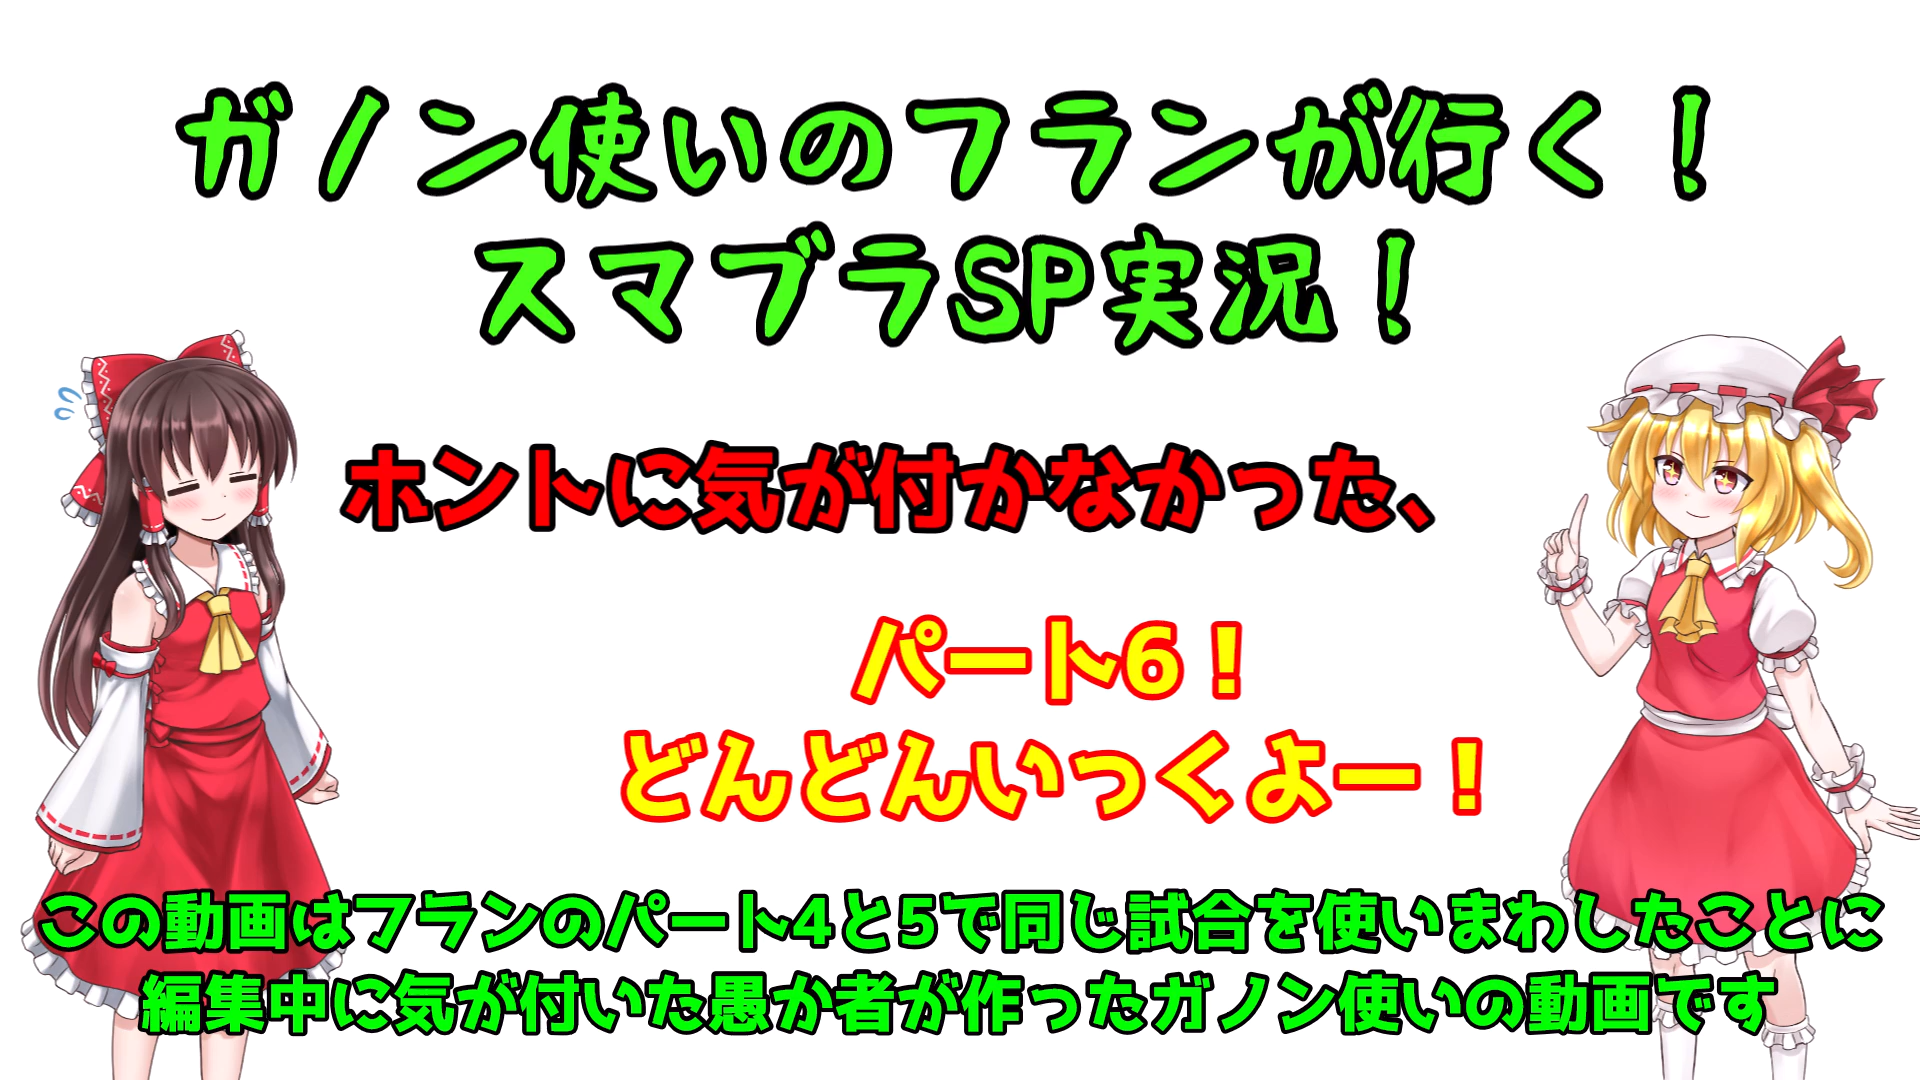 ガノン使いのフランが行く！
スマブラSP実況！
ホントに気が付かなかった、
パート6！
どんどんいっくよー！
この動画はフランのパート4と5で同じ試合を使いまわしたことに
編集中に気が付いた愚か者が作ったガノン使いの動画です